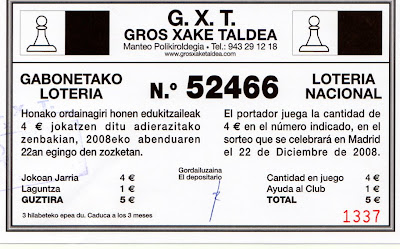 G. X. T.
GROS XAKE TALDEA
Manteo Polikiroldegia • Tel.: 943 29 12 18
www.grosxaketaldea.com
GABONETAKO
LOTERIA
N.º 52466
LOTERIA
NACIONAL
Honako ordainagiri honen edukitzaileak
4 € jokatzen ditu adierazitako
zenbakian, 2008eko abenduaren
22an egingo den zozketan.
El portador juega la cantidad de
4 € en el número indicado, en el
sorteo que se celebrará en Madrid
el 22 de Diciembre de 2008.
Jokoan Jarria 4 €
Laguntza 1 €
GUZTIRA 5 €
Gordailuzaina
El depositario
Cantidad en juego 4 €
Ayuda al Club 1 €
TOTAL 5 €
3 hilabeteko epea du. Caduca a los 3 meses
1337